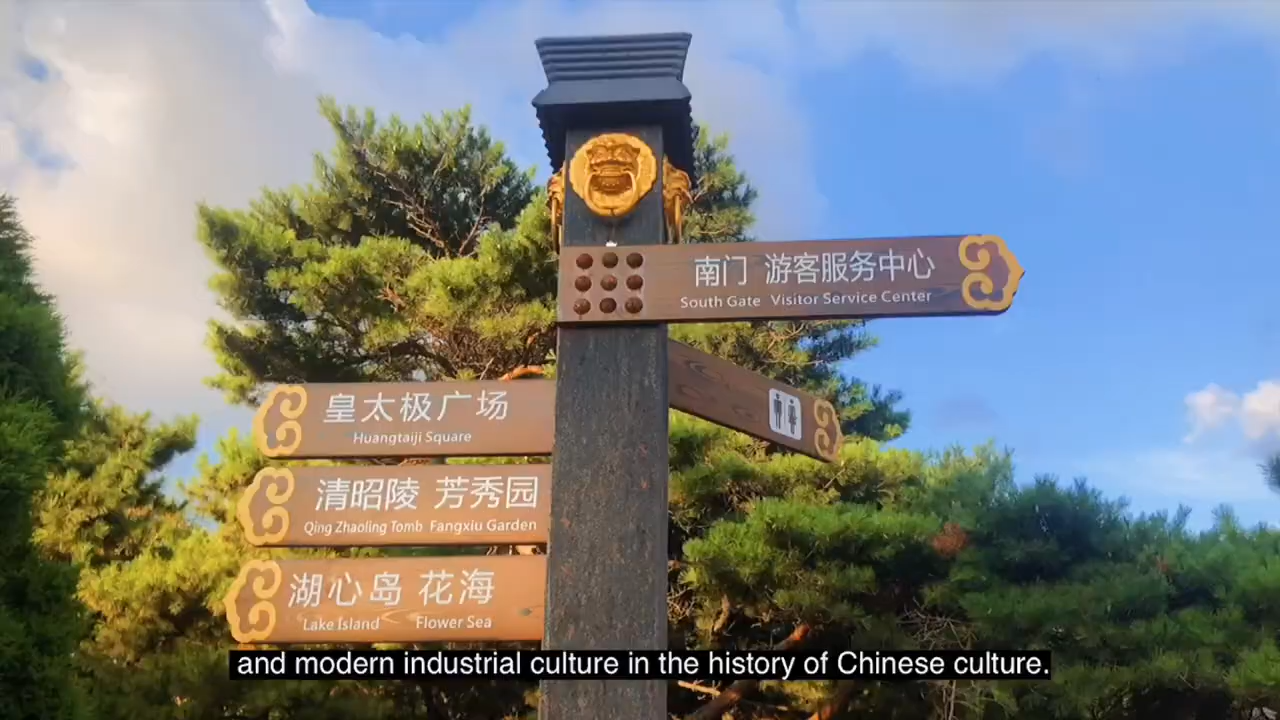 南门 游客服务中心
South Gate Visitor Service Center
皇太极广场
Huangtaiji Square
清昭陵 芳秀园
Qing Zhaoling Tomb Fangxiu Garden
湖心岛 花海
Lake Island Flower Sea
and modern industrial culture in the history of Chinese culture.